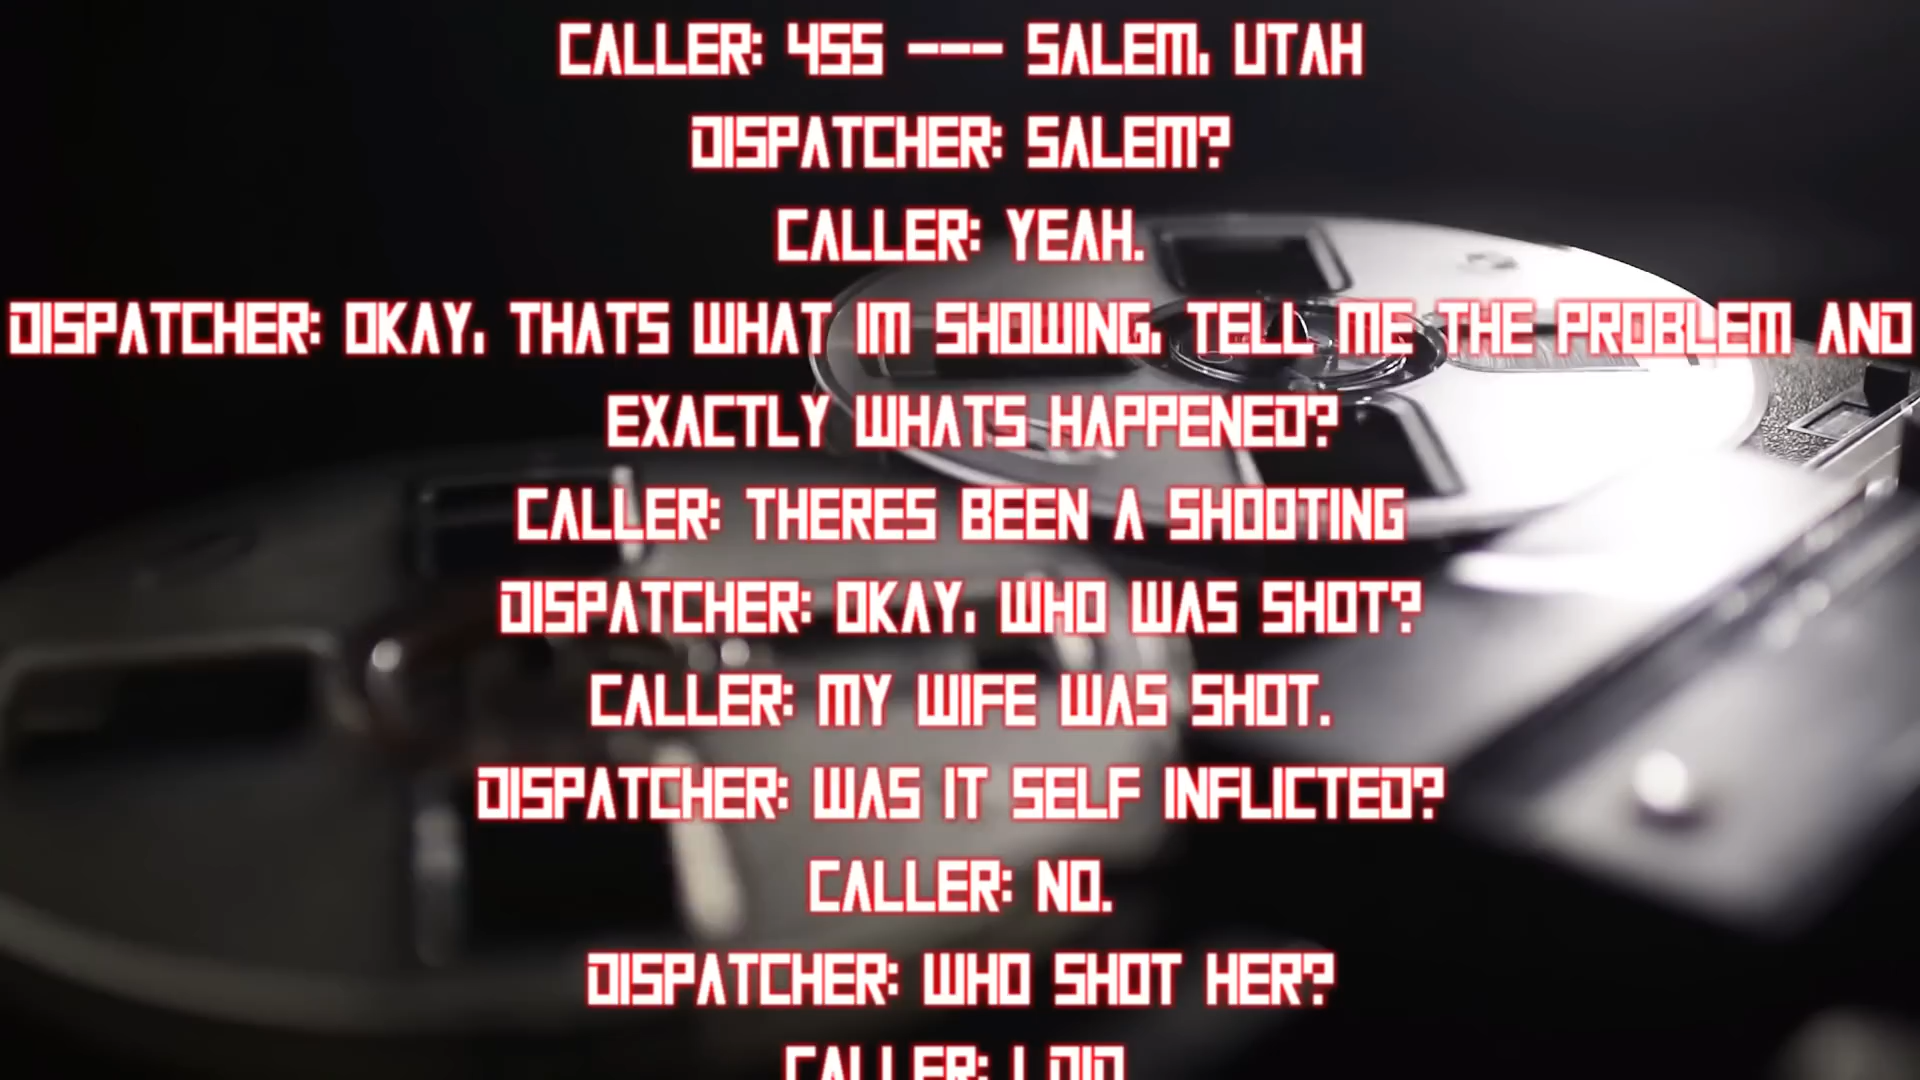 CALLER: 455 --- SALEM, UTAH
DISPATCHER: SALEM?
CALLER: YEAH.
DISPATCHER: OKAY, THATS WHAT IM SHOWING, TELL ME THE PROBLEM AND
EXACTLY WHATS HAPPENED?
CALLER: THERES BEEN A SHOOTING
DISPATCHER: OKAY, WHO WAS SHOT?
CALLER: MY WIFE WAS SHOT.
DISPATCHER: WAS IT SELF INFLICTED?
CALLER: NO.
DISPATCHER: WHO SHOT HER?
CALLER: I DID